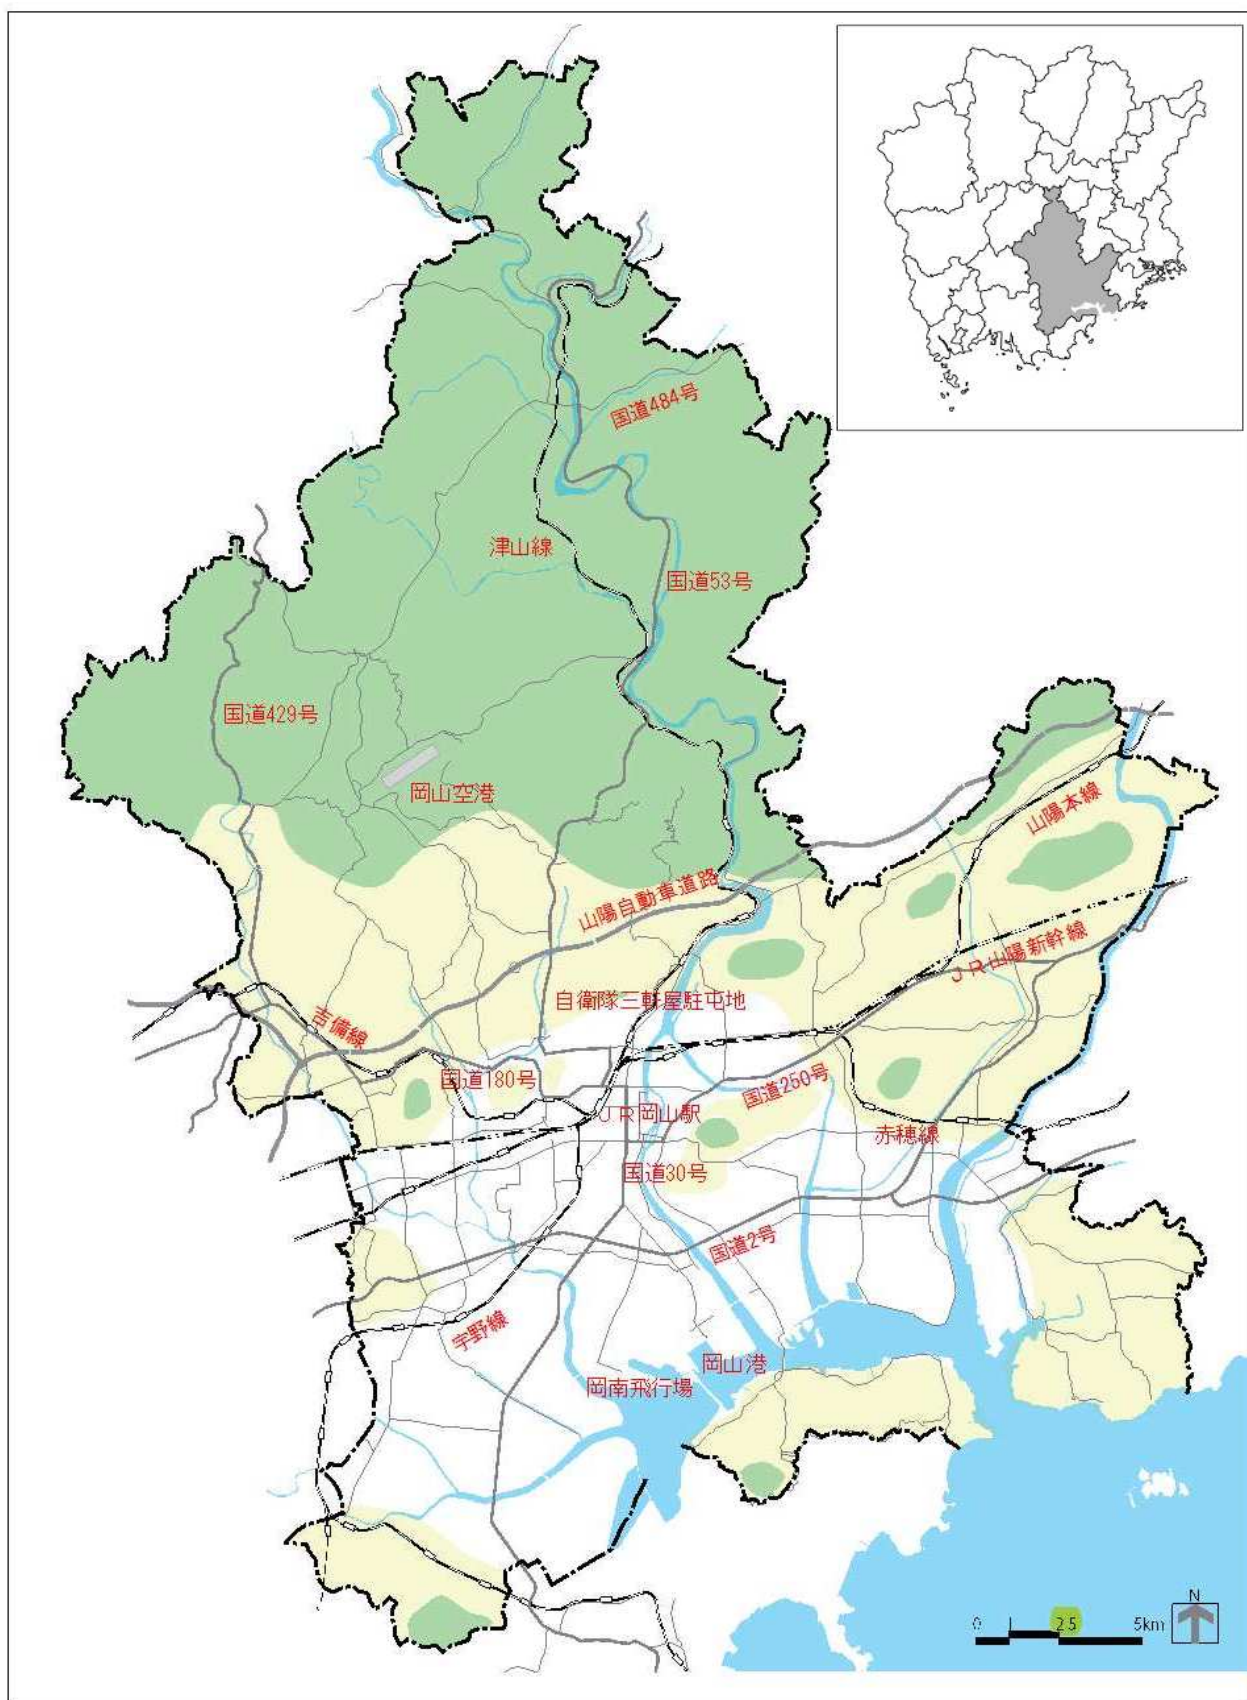 国道484号
津山線
国道53号
国道429号
岡山空港
山陽本線
山陽自動車道路
JR山陽新幹線
自衛隊三軒屋駐屯地
吉備線
国道180号
国道250号
JR岡山駅
赤穂線
国道30号
国道2号
宇野線
岡山港
岡南飛行場
N
0 1 2.5 5km